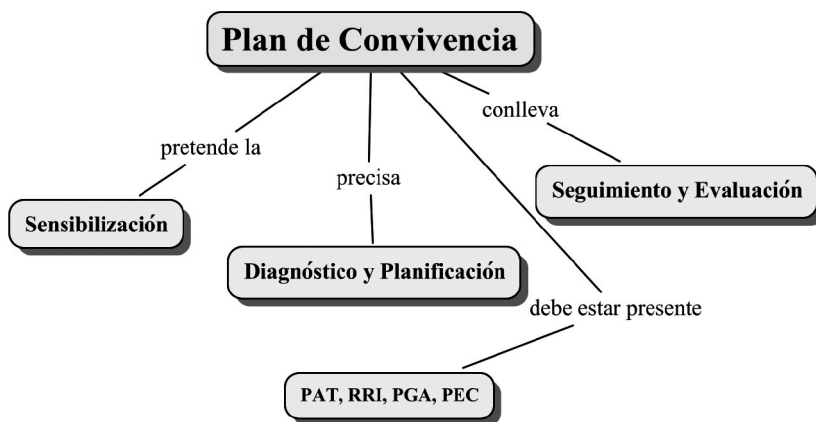 Plan de Convivencia
conlleva
pretende la
precisa
Seguimiento y Evaluación
Sensibilización
Diagnóstico y Planificación
debe estar presente
PAT, RRI, PGA, PEC